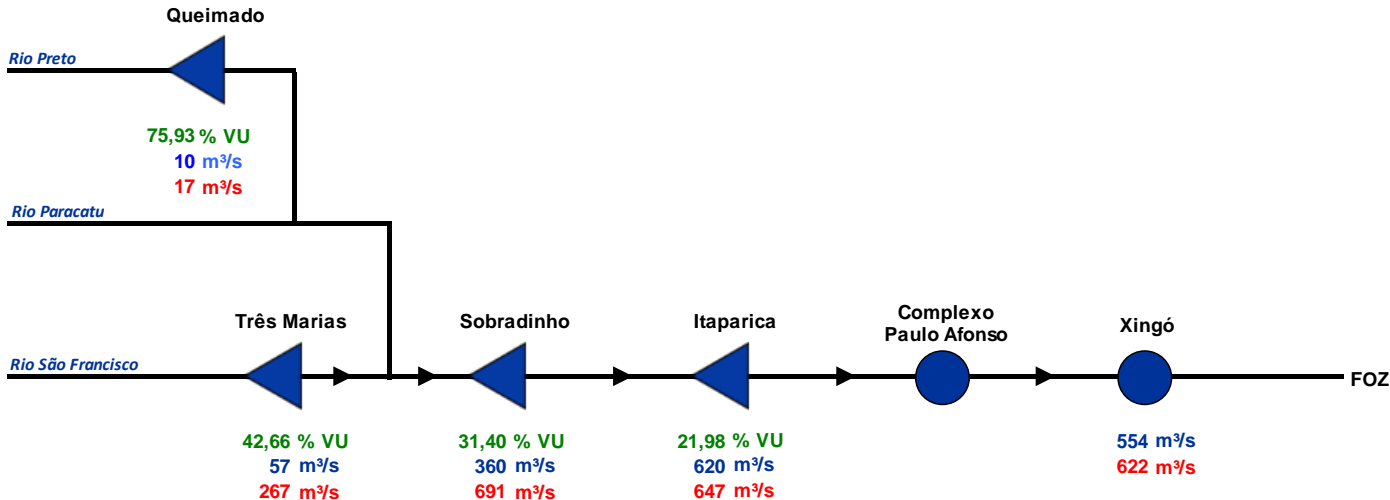 Queimado
Rio Preto
75,93 % VU
10 m³/s
17 m³/s
Rio Paracatu
Três Marias
Sobradinho
Itaparica
Complexo
Paulo Afonso
Xingó
Rio São Francisco
FOZ
42,66 % VU
57 m³/s
267 m³/s
31,40 % VU
360 m³/s
691 m³/s
21,98 % VU
620 m³/s
647 m³/s
554 m³/s
622 m³/s